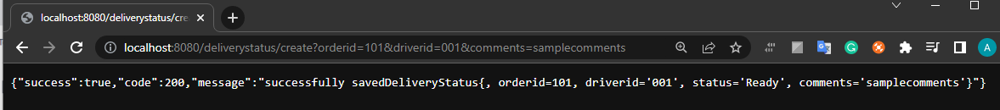 localhost:8080/deliverystatus/cre
localhost:8080/deliverystatus/create?orderid=101&driverid=001&comments=samplecomments
G
A
{"success":true,"code":200,"message":"successfully savedDeliveryStatus{, orderid=101, driverid='001', status='Ready', comments='samplecomments'}"}